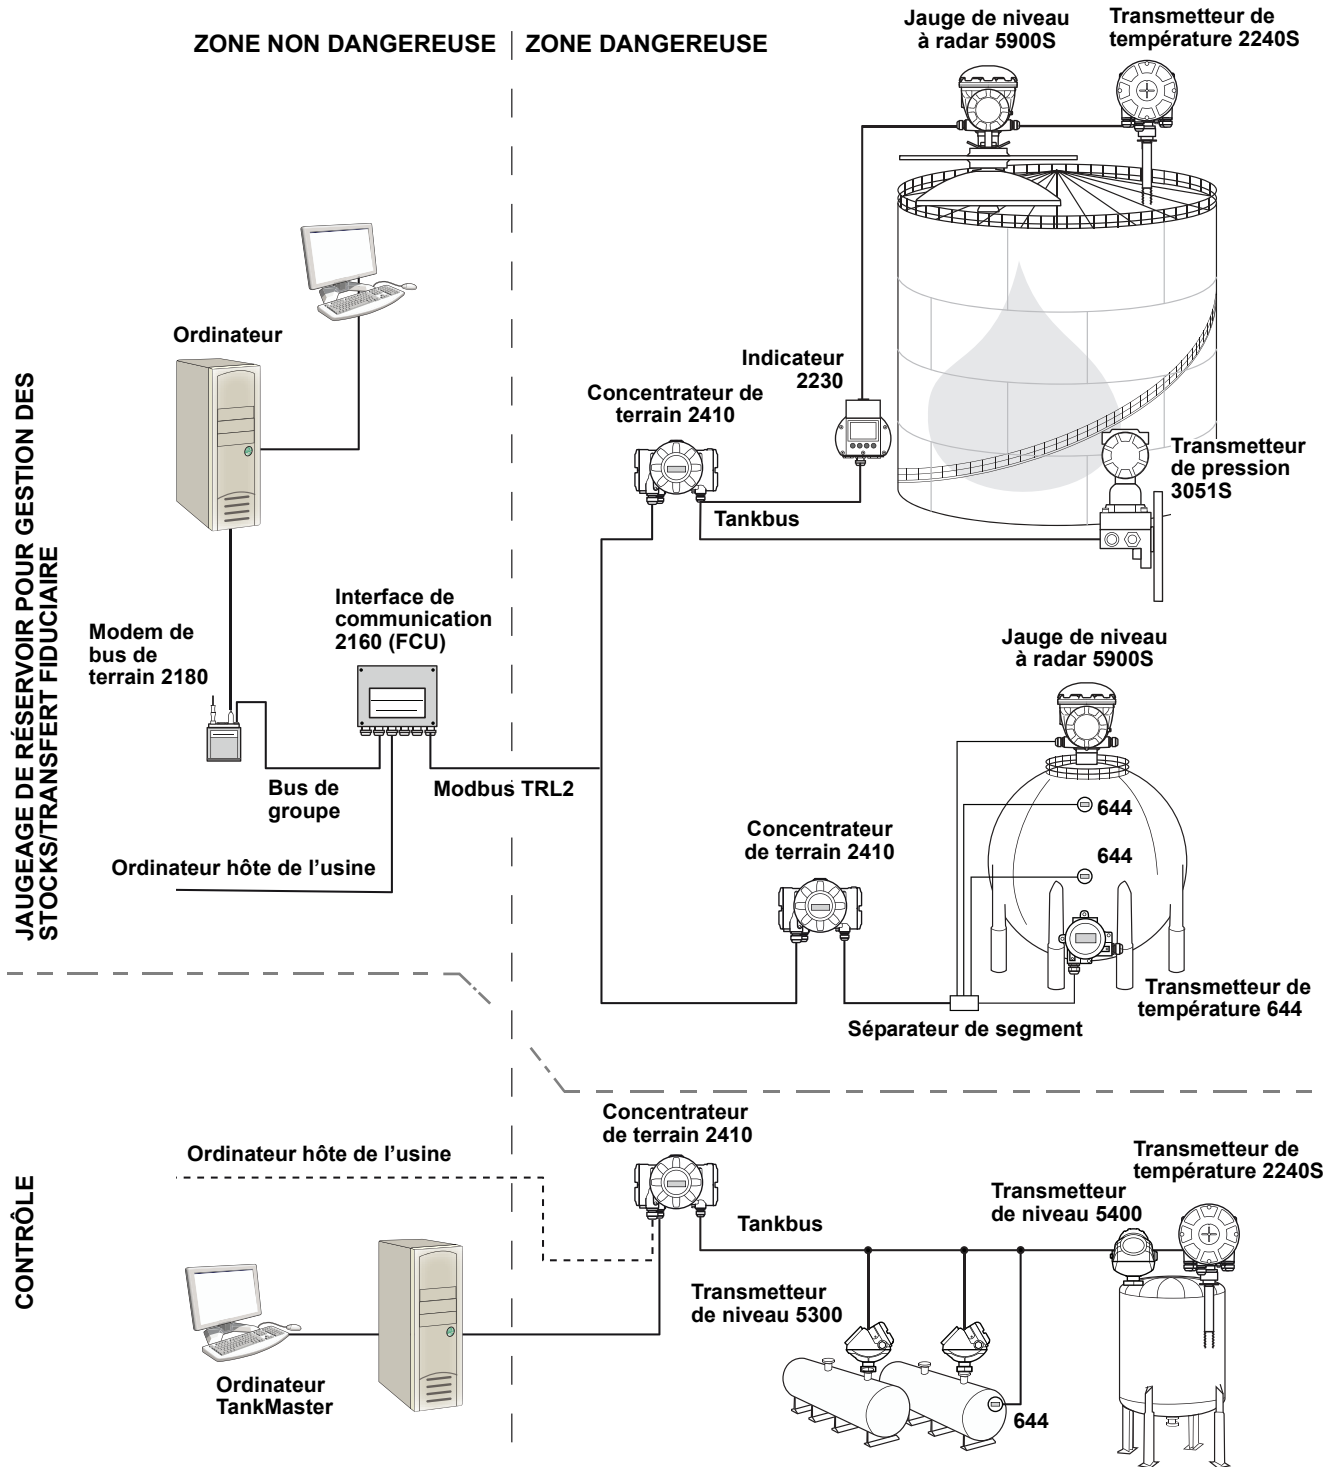 ZONE NON DANGEREUSE
ZONE DANGEREUSE
Jauge de niveau
à radar 5900S
Transmetteur de
température 2240S
Ordinateur
Indicateur
2230
Concentrateur de
terrain 2410
Transmetteur
de pression
3051S
Tankbus
JAUGEAGE DE RÉSERVOIR POUR GESTION DES
STOCKS/TRANSFERT FIDUCIAIRE
Interface de
communication
2160 (FCU)
Modem de
bus de
terrain 2180
Jauge de niveau
à radar 5900S
Bus de
groupe
Modbus TRL2
644
644
Concentrateur
de terrain 2410
Ordinateur hôte de l’usine
Transmetteur de
température 644
Séparateur de segment
CONTRÔLE
Concentrateur
de terrain 2410
Ordinateur hôte de l’usine
Transmetteur de
température 2240S
Transmetteur
de niveau 5400
Tankbus
Transmetteur
de niveau 5300
Ordinateur
TankMaster
644